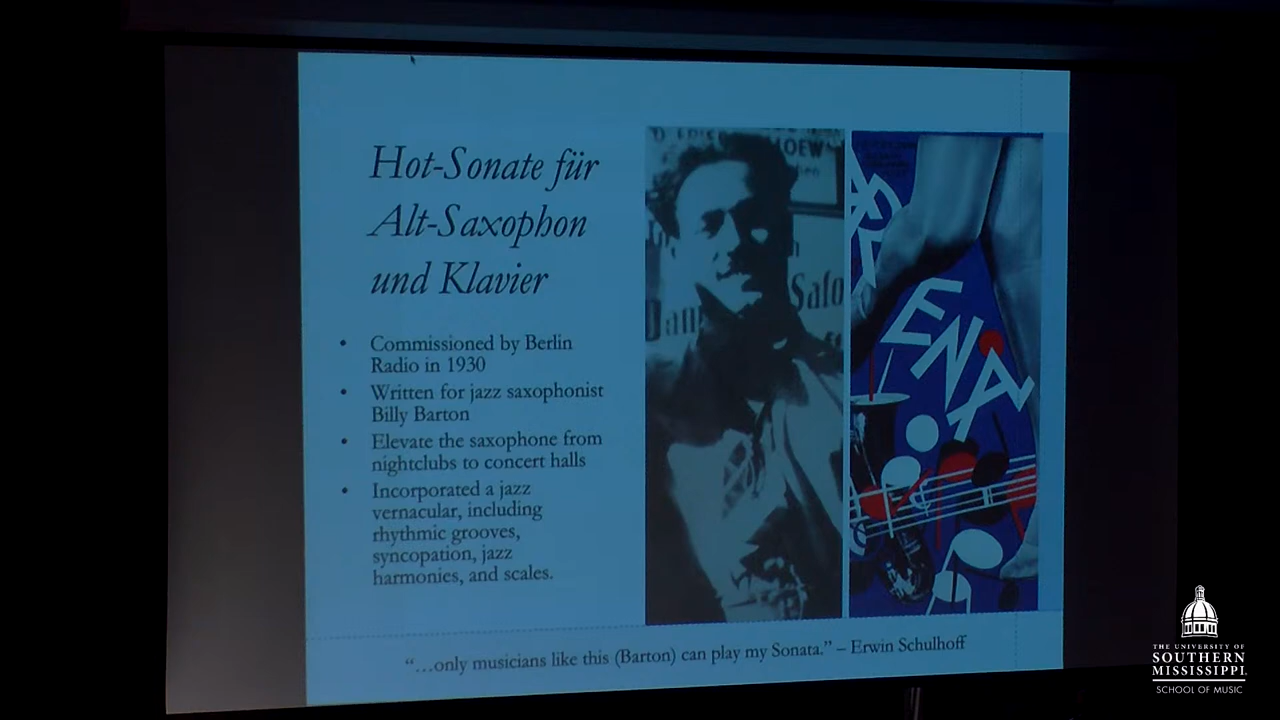 Hot-Sonate für
Alt-Saxophon
und Klavier
• Commissioned by Berlin
Radio in 1930
• Written for jazz saxophonist
Billy Barton
• Elevate the saxophone from
nightclubs to concert halls
• Incorporated a jazz
vernacular, including
rhythmic grooves,
syncopation, jazz
harmonies, and scales.
LOEW
Salo
ENA
“…only musicians like this (Barton) can play my Sonata.” – Erwin Schulhoff
THE UNIVERSITY OF
SOUTHERN
MISSISSIPPI
SCHOOL OF MUSIC